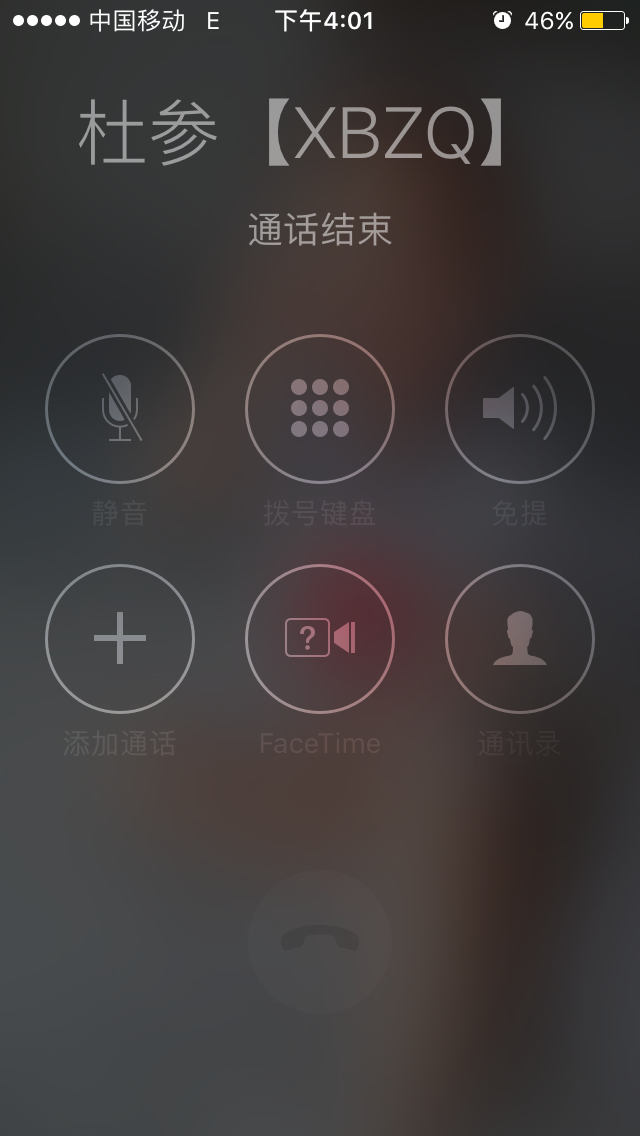 中国移动 E 下午4:01 46%
杜参【XBZQ】
通话结束
静音 拨号键盘 免提
?
添加通话 FaceTime 通讯录